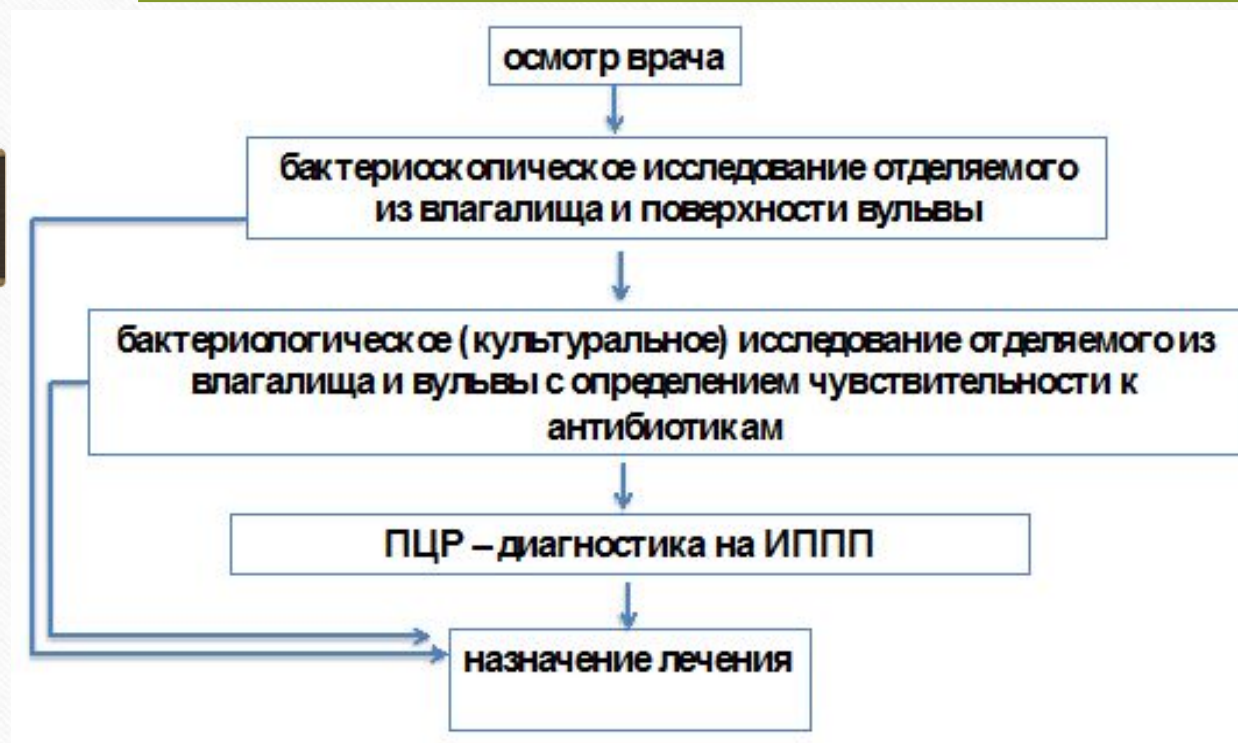 осмотр врача
бактериоскопическое исследование отделяемого
из влагалища и поверхности вульвы
бактериологическое (культуральное) исследование отделяемого из
влагалища и вульвы с определением чувствительности к
антибиотикам
ПЦР – диагностика на ИППП
назначение лечения